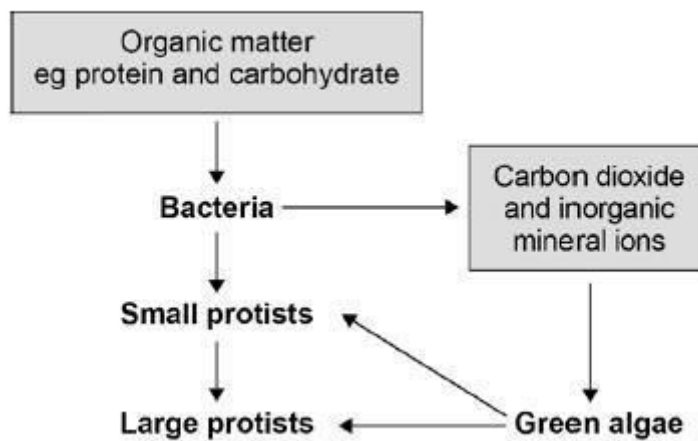 Organic matter
eg protein and carbohydrate
Bacteria
Carbon dioxide
and inorganic
mineral ions
Small protists
Large protists
Green algae